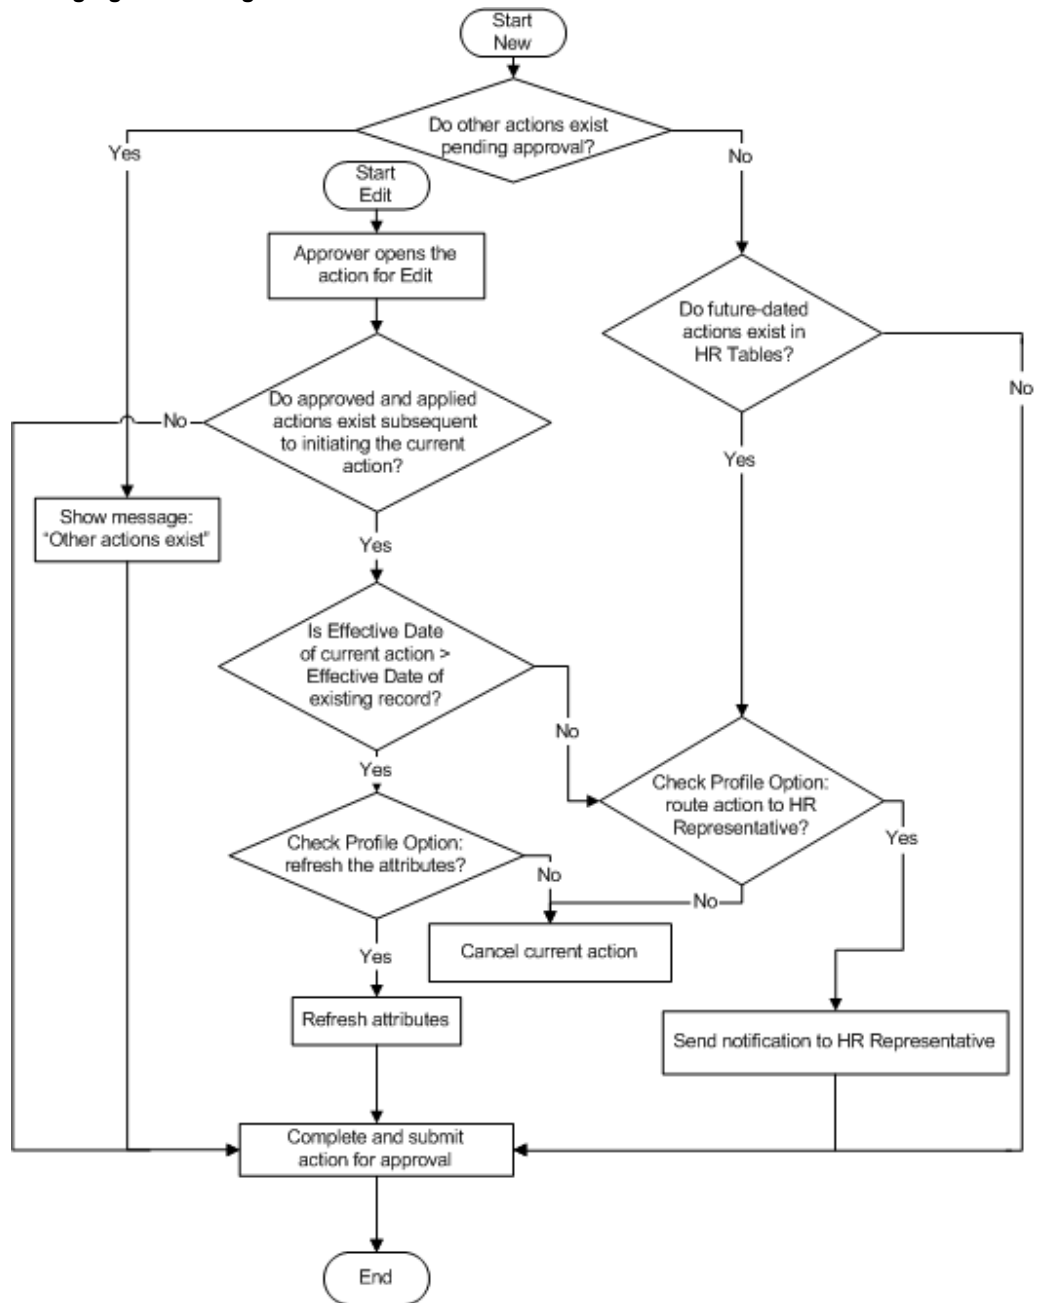 Start
New
Do other actions exist
pending approval?
Yes
No
Start
Edit
Approver opens the
action for Edit
Do future-dated
actions exist in
HR Tables?
No
Do approved and applied
actions exist subsequent
to initiating the current
action?
No
Yes
Show message:
“Other actions exist”
Yes
Is Effective Date
of current action >
Effective Date of
existing record?
No
Yes
Check Profile Option:
route action to HR
Representative?
Yes
Check Profile Option:
refresh the attributes?
No
No
Cancel current action
Yes
Refresh attributes
Send notification to HR Representative
Complete and submit
action for approval
End